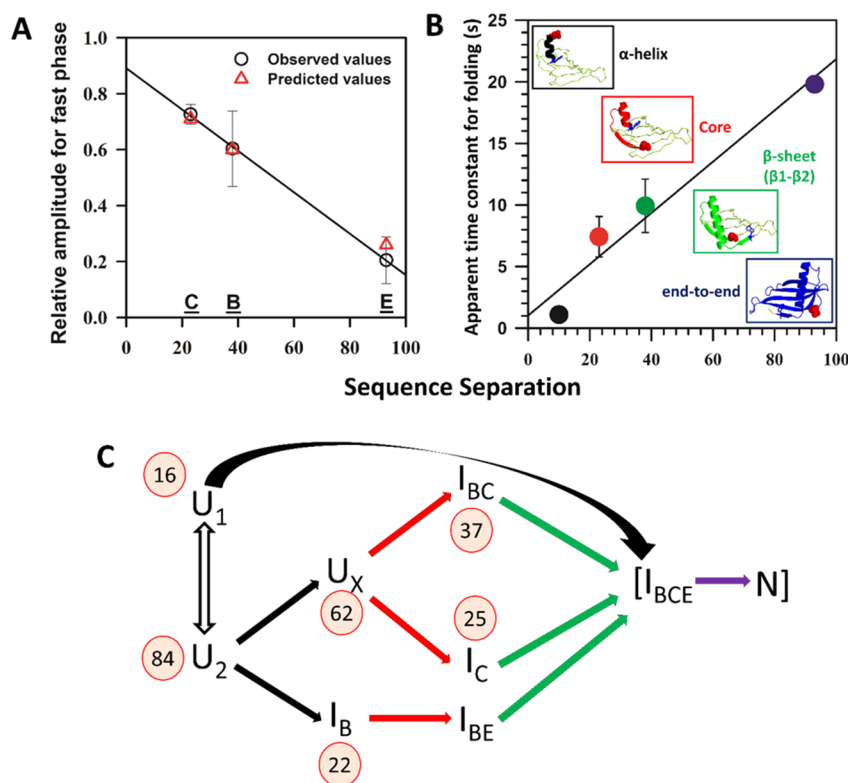 A
Relative amplitude for fast phase
1.0
0.8
0.6
0.4
0.2
0.0
Observed values
Predicted values
C B E
0 20 40 60 80 100
B
Apparent time constant for folding (s)
25
20
15
10
5
0
α-helix
Core
β-sheet
(β1-β2)
end-to-end
0 20 40 60 80 100
Sequence Separation
C
16
U1
84
U2
UX
62
IB
22
IBC
37
25
IC
IBE
[IBCE
N]